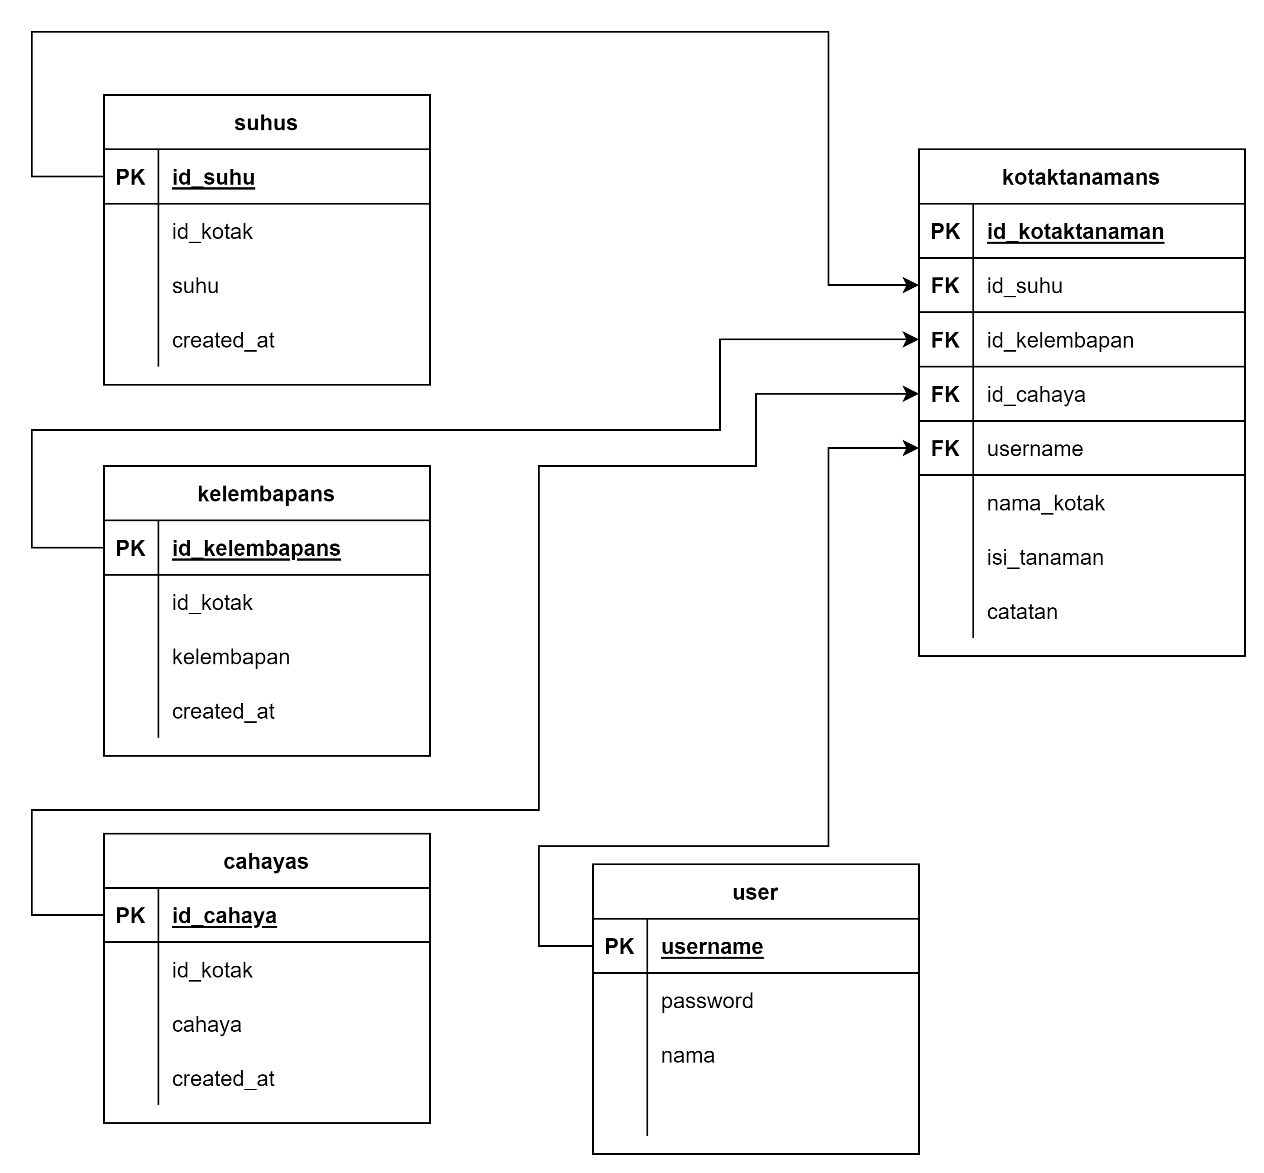 suhus
PK id_suhu
id_kotak
suhu
created_at
kotaktanamans
PK id_kotaktanaman
FK id_suhu
FK id_kelembapan
FK id_cahaya
FK username
nama_kotak
isi_tanaman
catatan
kelembapans
PK id_kelembapans
id_kotak
kelembapan
created_at
cahayas
PK id_cahaya
id_kotak
cahaya
created_at
user
PK username
password
nama